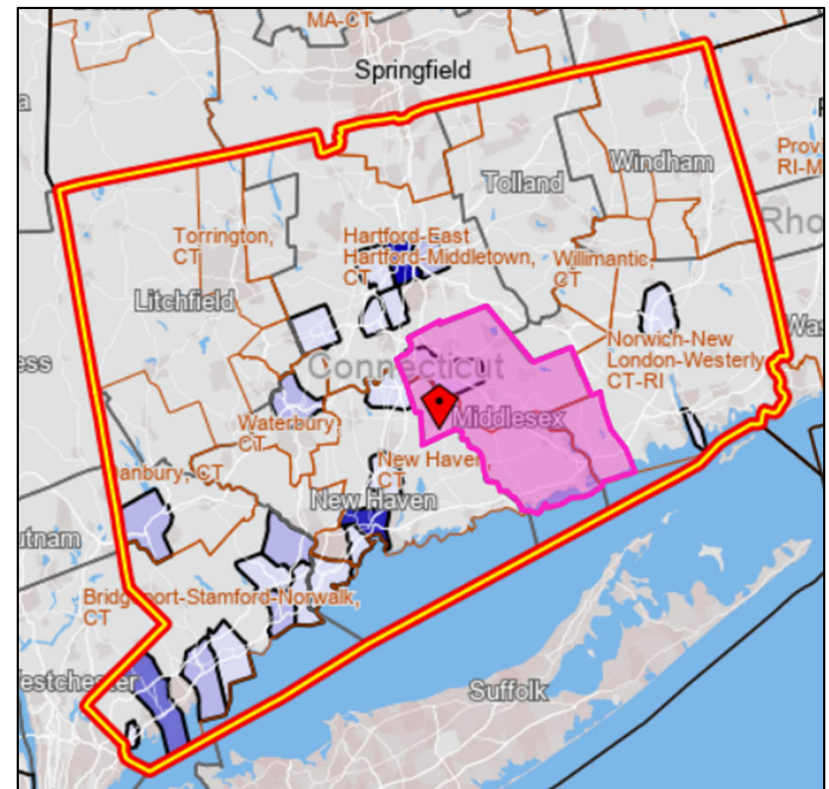 MA-CT
Springfield
Prov
RI-M
Windham
Tolland
Rho
Torrington,
CT
Hartford-East
Hartford-Middletown,
CT
Willimantic,
CT
Litchfield
Was
ess
Connecticut
Norwich-New
London-Westerly
CT-RI
Waterbury
CT
Middlesex
New Haven,
CT
anbury, CT
New Haven
utnam
Bridgeport-Stamford-Norwalk,
CT
estchester
Suffolk